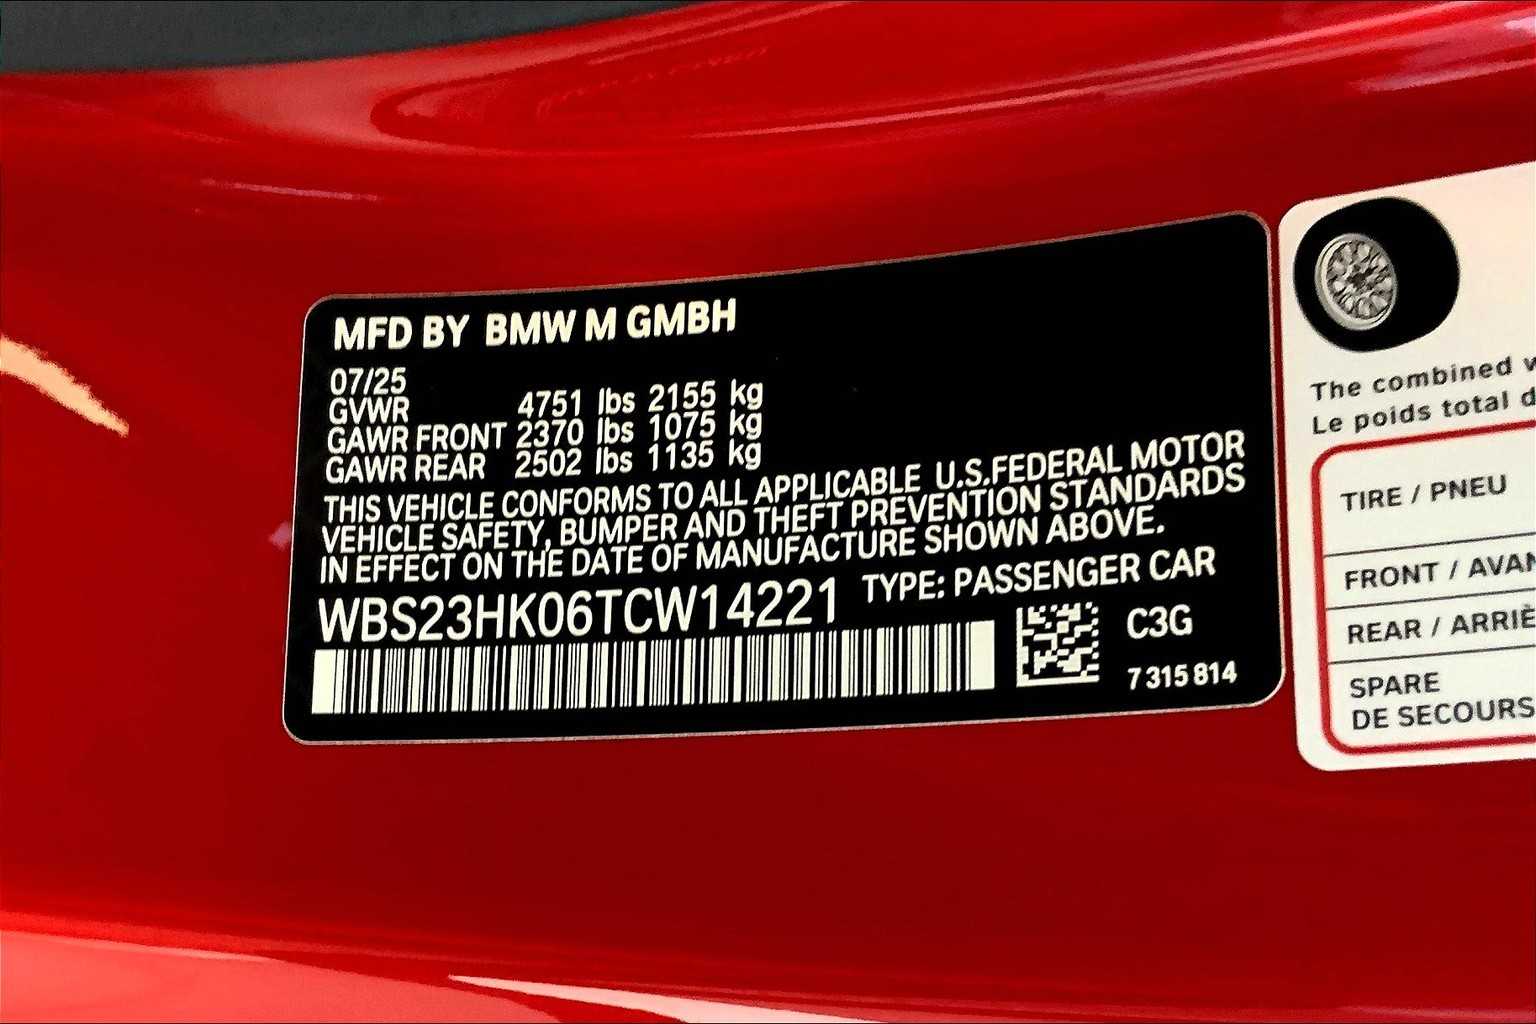 MFD BY BMW M GMBH
07/25
GVWR 4751 lbs 2155 kg
GAWR FRONT 2370 lbs 1075 kg
GAWR REAR 2502 lbs 1135 kg
THIS VEHICLE CONFORMS TO ALL APPLICABLE U.S.FEDERAL MOTOR
VEHICLE SAFETY, BUMPER AND THEFT PREVENTION STANDARDS
IN EFFECT ON THE DATE OF MANUFACTURE SHOWN ABOVE.
WBS23HK06TCW14221 TYPE: PASSENGER CAR
C3G
7 315 814
The combined
Le poids total
TIRE / PNEU
FRONT / AVAN
REAR / ARRIÈ
SPARE
DE SECOURS